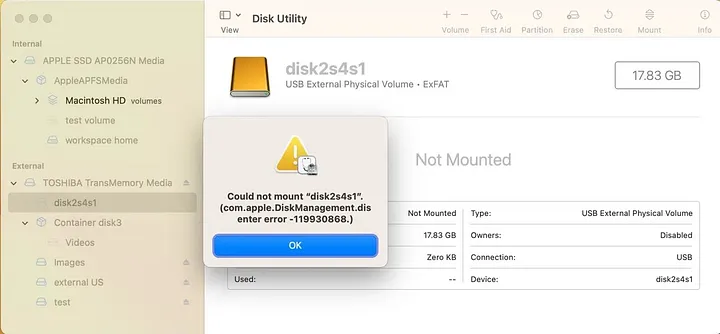 Disk Utility
View
Volume
First Aid
Partition
Erase
Restore
Mount
Info
Internal
APPLE SSD AP0256N Media
AppleAPFSMedia
Macintosh HD volumes
test volume
workspace home
External
TOSHIBA TransMemory Media
disk2s4s1
Container disk3
Videos
Images
external US
test
disk2s4s1
USB External Physical Volume • ExFAT
17.83 GB
Not Mounted
Could not mount “disk2s4s1”.
(com.apple.DiskManagement.dis
enter error -119930868.)
OK
Not Mounted
17.83 GB
Zero KB
Used: --
Type: USB External Physical Volume
Owners: Disabled
Connection: USB
Device: disk2s4s1